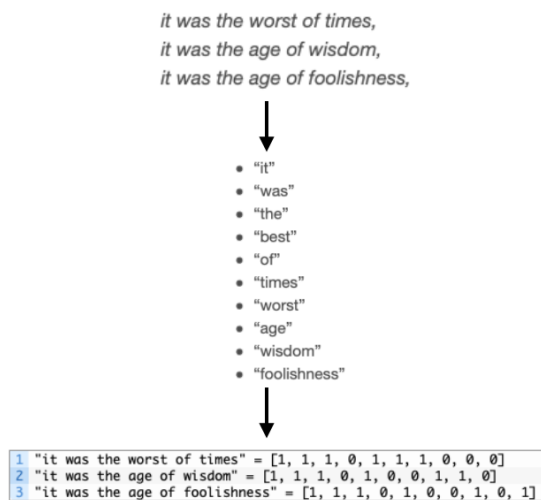 it was the worst of times,
it was the age of wisdom,
it was the age of foolishness,
• “it”
• “was”
• “the”
• “best”
• “of”
• “times”
• “worst”
• “age”
• “wisdom”
• “foolishness”
1 "it was the worst of times" = [1, 1, 1, 0, 1, 1, 1, 0, 0, 0]
2 "it was the age of wisdom" = [1, 1, 1, 0, 1, 0, 0, 1, 1, 0]
3 "it was the age of foolishness" = [1, 1, 1, 0, 1, 0, 0, 1, 0, 1]